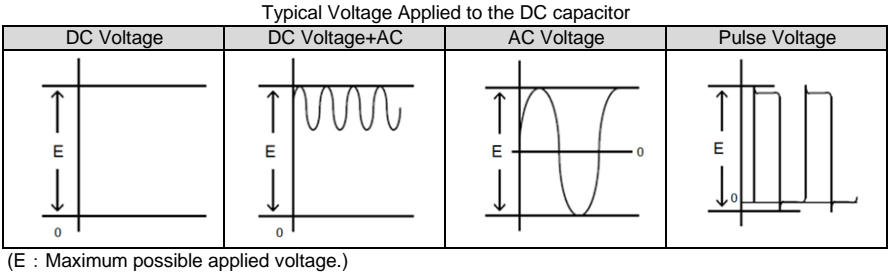 Typical Voltage Applied to the DC capacitor
DC Voltage DC Voltage+AC AC Voltage Pulse Voltage
E E E E
0 0 0 0
(E：Maximum possible applied voltage.)